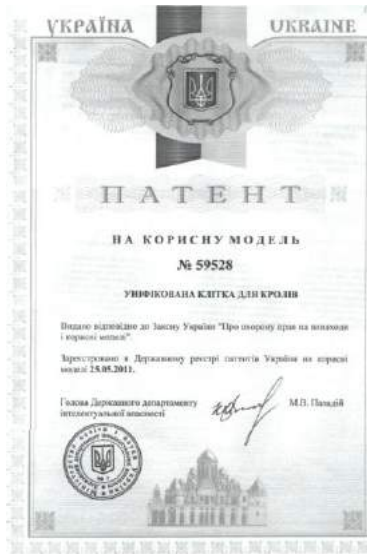 УКРАЇНА
UKRAINE
ПАТЕНТ
НА КОРИСНУ МОДЕЛЬ
№ 59528
УНІФІКОВАНА КЛІТКА ДЛЯ КРОЛІВ
Видано відповідно до Закону України "Про охорону прав на винаходи
і корисні моделі".
Зареєстровано в Державному реєстрі патентів України на корисні
моделі 25.05.2011.
Голова Державного департаменту
інтелектуальної власності
М.В. Паладій